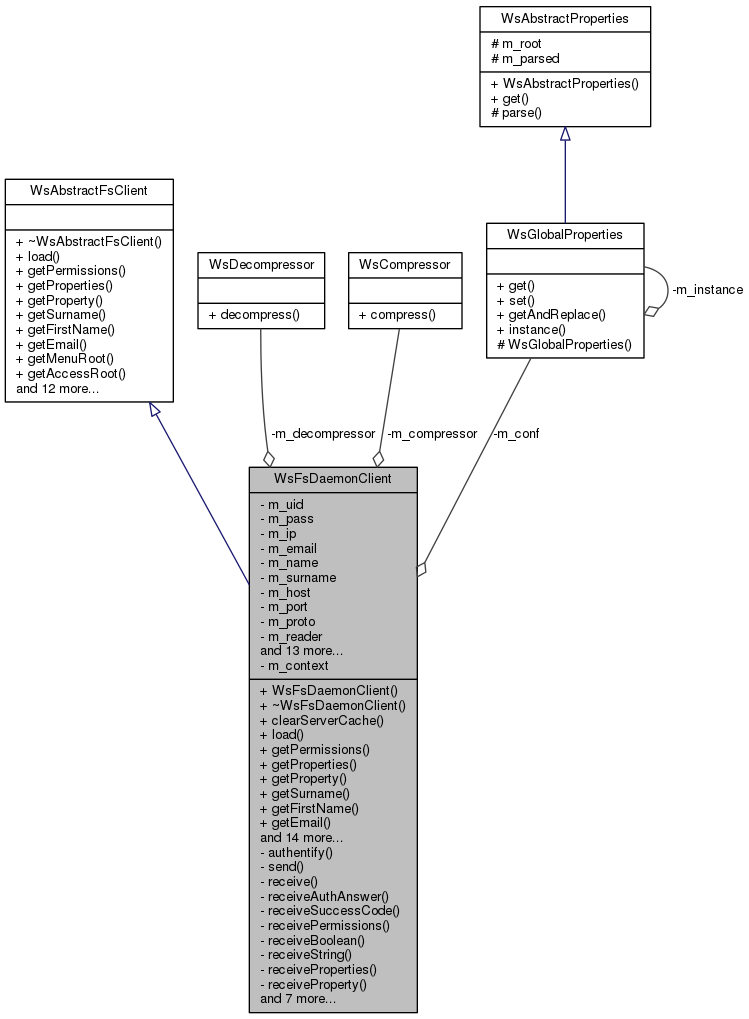 WsAbstractProperties
# m_root
# m_parsed
+ WsAbstractProperties()
+ get()
# parse()
WsAbstractFsClient
+ ~WsAbstractFsClient()
+ load()
+ getPermissions()
+ getProperties()
+ getProperty()
+ getSurname()
+ getFirstName()
+ getEmail()
+ getMenuRoot()
+ getAccessRoot()
and 12 more...
WsDecompressor
+ decompress()
WsCompressor
+ compress()
WsGlobalProperties
+ get()
+ set()
+ getAndReplace()
+ instance()
# WsGlobalProperties()
-m_instance
-m_decompressor
-m_compressor
-m_conf
WsFsDaemonClient
- m_uid
- m_pass
- m_ip
- m_email
- m_name
- m_surname
- m_host
- m_port
- m_proto
- m_reader
and 13 more...
- m_context
+ WsFsDaemonClient()
+ ~WsFsDaemonClient()
+ clearServerCache()
+ load()
+ getPermissions()
+ getProperties()
+ getProperty()
+ getSurname()
+ getFirstName()
+ getEmail()
and 14 more...
- authentify()
- send()
- receive()
- receiveAuthAnswer()
- receiveSuccessCode()
- receivePermissions()
- receiveBoolean()
- receiveString()
- receiveProperties()
- receiveProperty()
and 7 more...